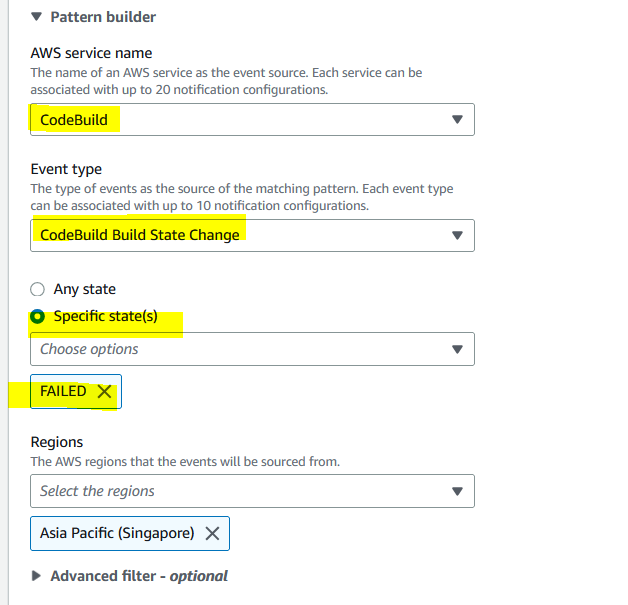 Pattern builder
AWS service name
The name of an AWS service as the event source. Each service can be
associated with up to 20 notification configurations.
CodeBuild
Event type
The type of events as the source of the matching pattern. Each event type
can be associated with up to 10 notification configurations.
CodeBuild Build State Change
Any state
Specific state(s)
Choose options
FAILED
Regions
The AWS regions that the events will be sourced from.
Select the regions
Asia Pacific (Singapore)
Advanced filter - optional